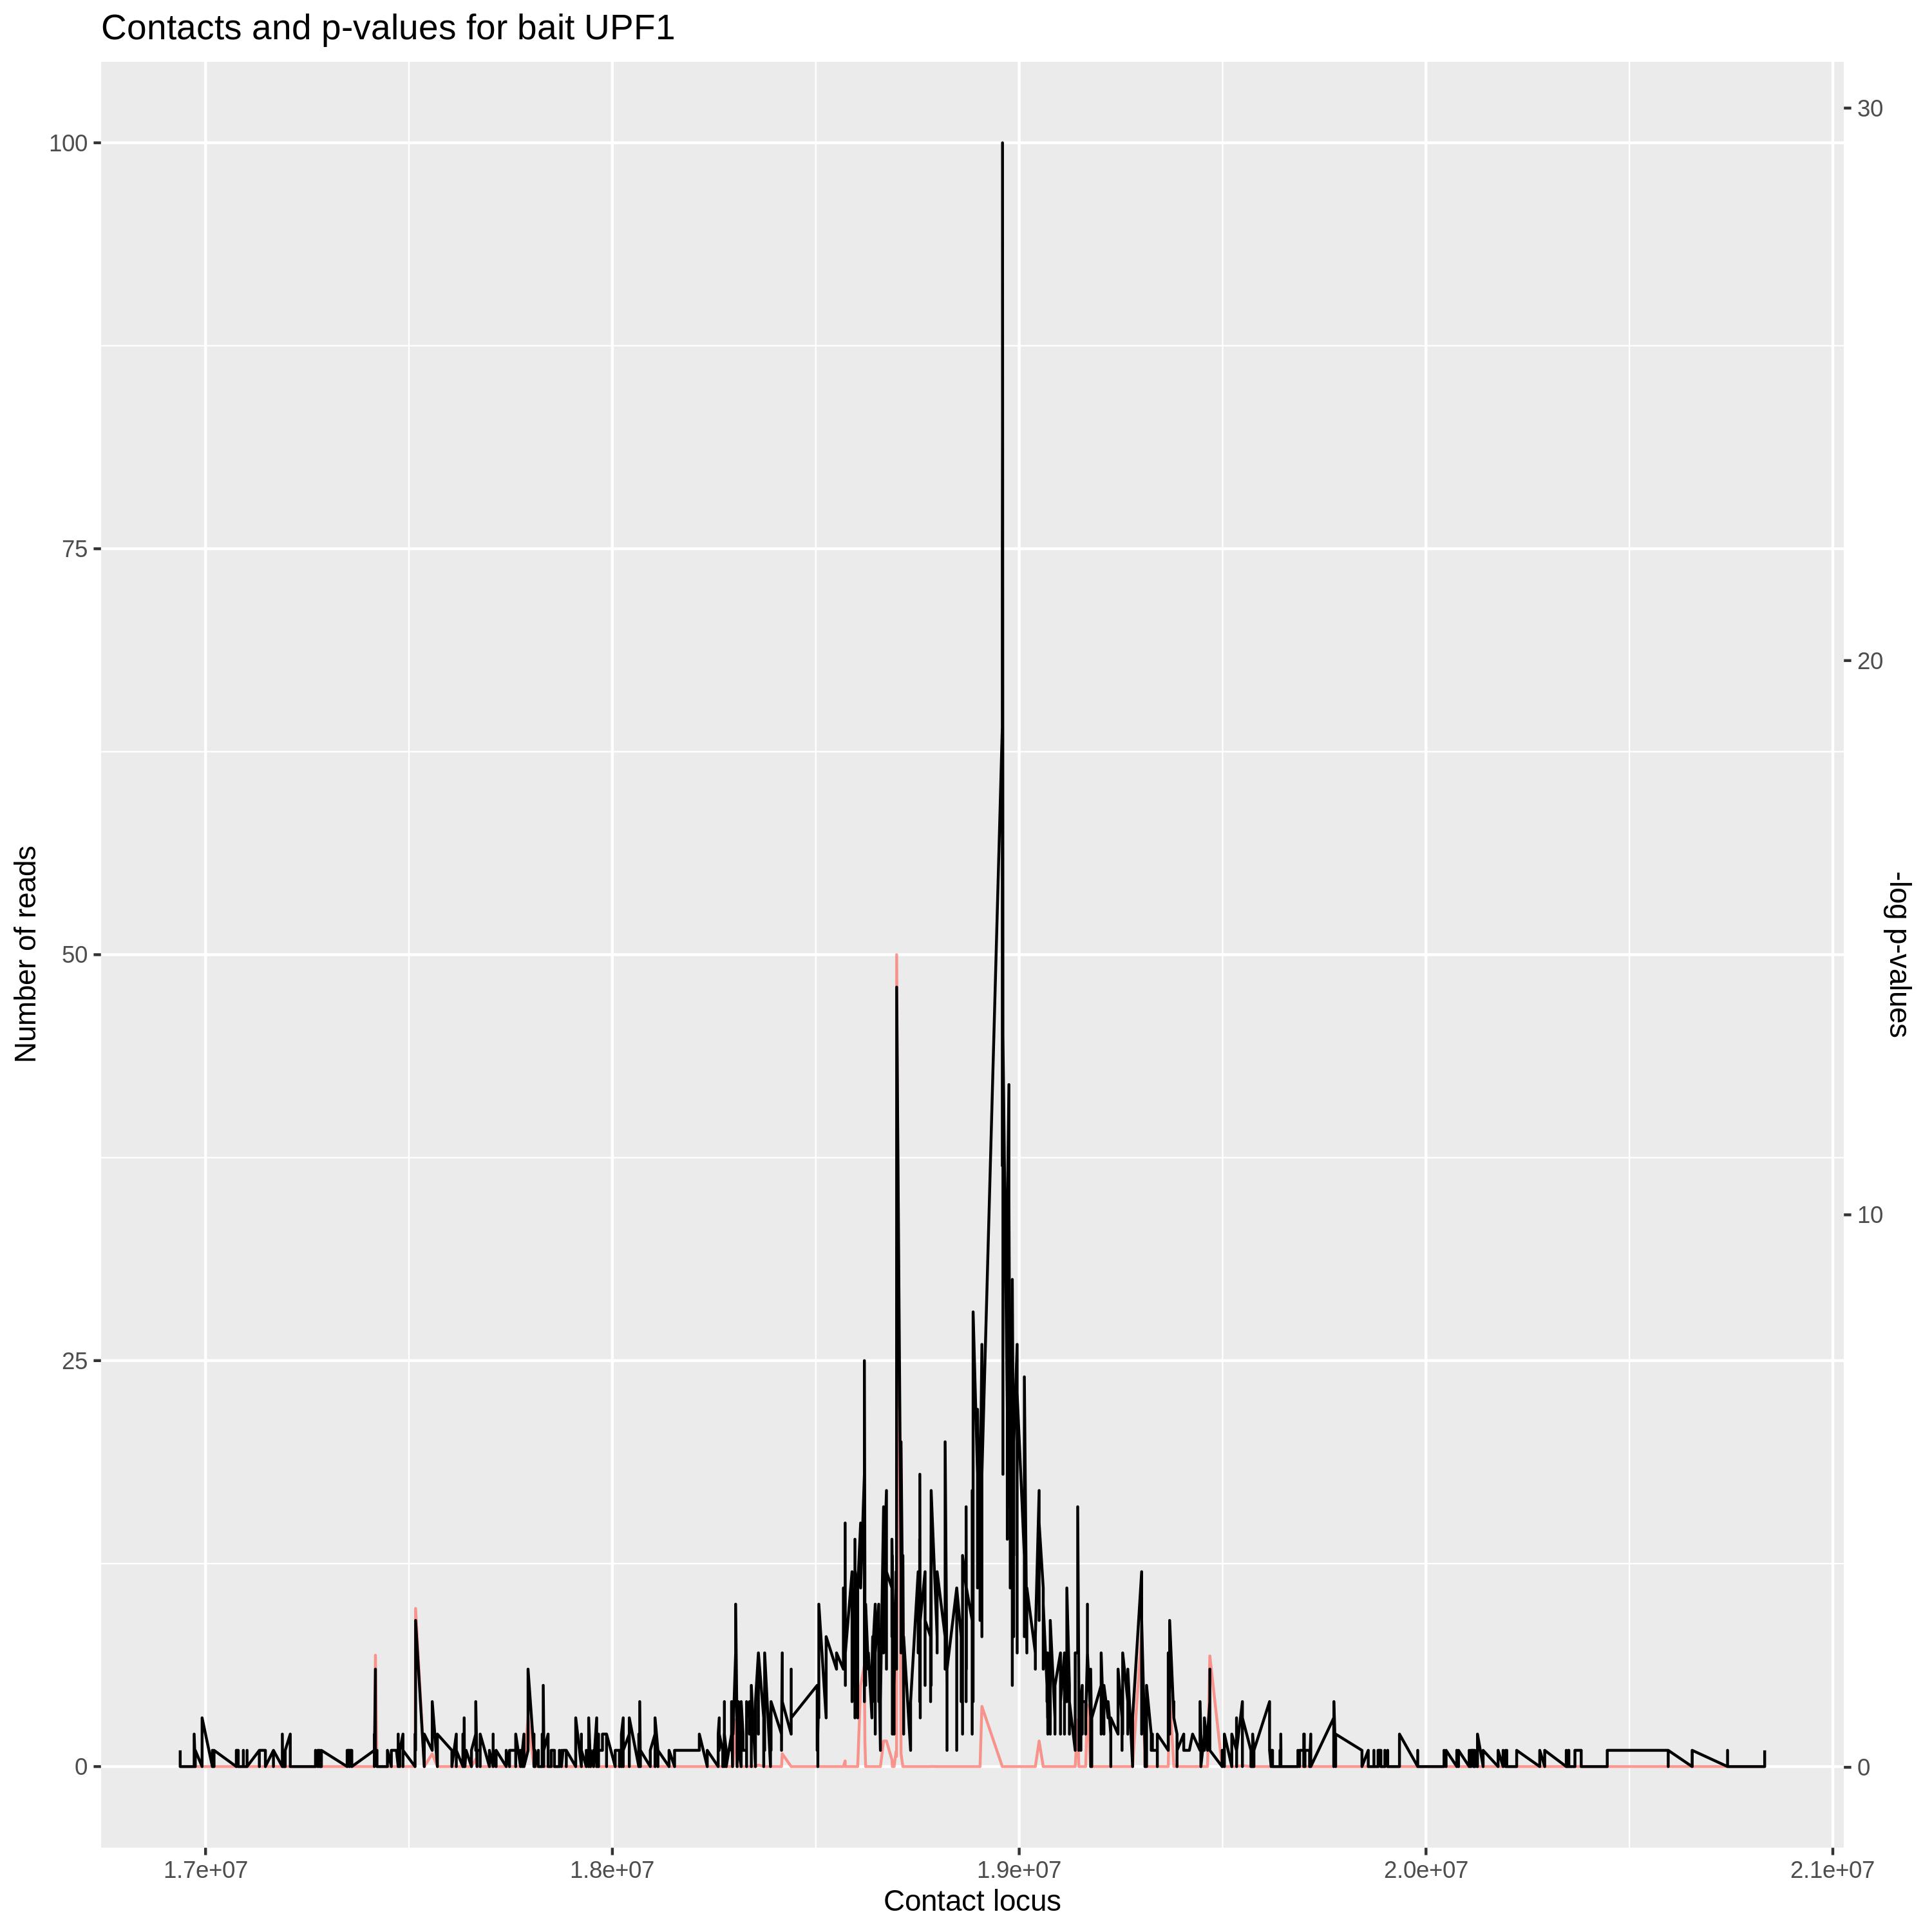 Contacts and p-values for bait UPF1
100
75
50
25
0
Number of reads
30
20
10
0
-log p-values
1.7e+07
1.8e+07
1.9e+07
2.0e+07
2.1e+07
Contact locus